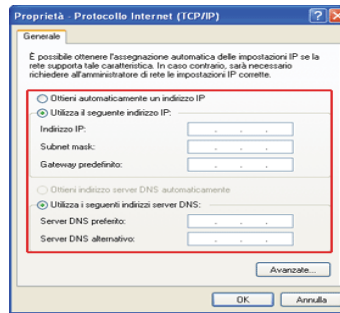 Proprietà - Protocollo Internet (TCP/IP)
Generale
È possibile ottenere l'assegnazione automatica delle impostazioni IP se la
rete supporta tale caratteristica. In caso contrario, sarà necessario
richiedere all'amministratore di rete le impostazioni IP corrette.
Ottieni automaticamente un indirizzo IP
Utilizza il seguente indirizzo IP:
Indirizzo IP:
Subnet mask:
Gateway predefinito:
Ottieni indirizzo server DNS automaticamente
Utilizza i seguenti indirizzi server DNS:
Server DNS preferito:
Server DNS alternativo:
Avanzate...
OK Annulla